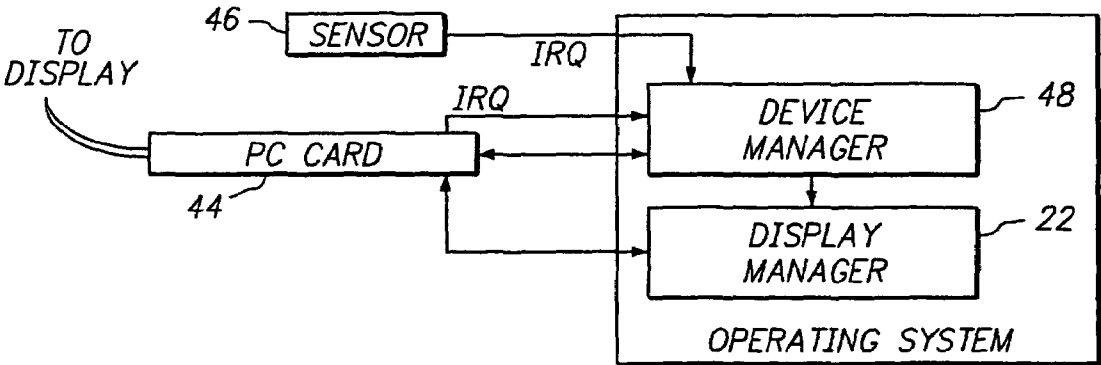 46
SENSOR
TO
DISPLAY
IRQ
IRQ
DEVICE
MANAGER
48
PC CARD
44
DISPLAY
MANAGER
22
OPERATING SYSTEM